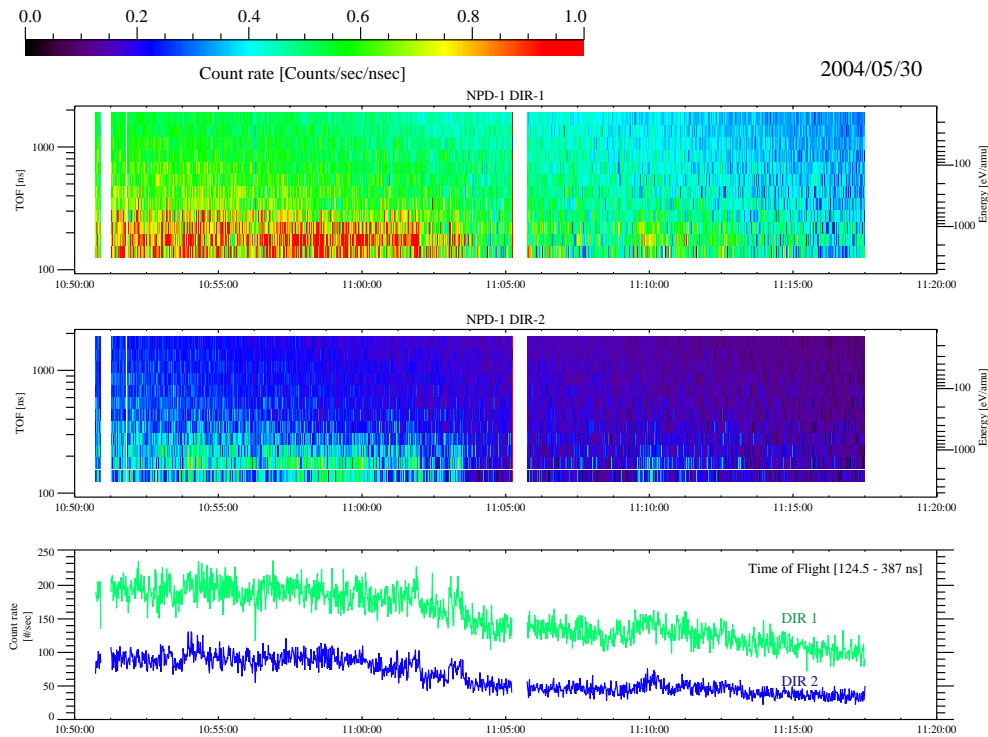 0.0 0.2 0.4 0.6 0.8 1.0
Count rate [Counts/sec/nsec]
2004/05/30
NPD-1 DIR-1
1000
100
TOF [ns]
100
1000
Energy [eV/amu]
10:50:00 10:55:00 11:00:00 11:05:00 11:10:00 11:15:00 11:20:00
NPD-1 DIR-2
1000
100
TOF [ns]
100
1000
Energy [eV/amu]
10:50:00 10:55:00 11:00:00 11:05:00 11:10:00 11:15:00 11:20:00
250
200
150
100
50
0
Count rate
[#/sec]
Time of Flight [124.5 - 387 ns]
DIR 1
DIR 2
10:50:00 10:55:00 11:00:00 11:05:00 11:10:00 11:15:00 11:20:00